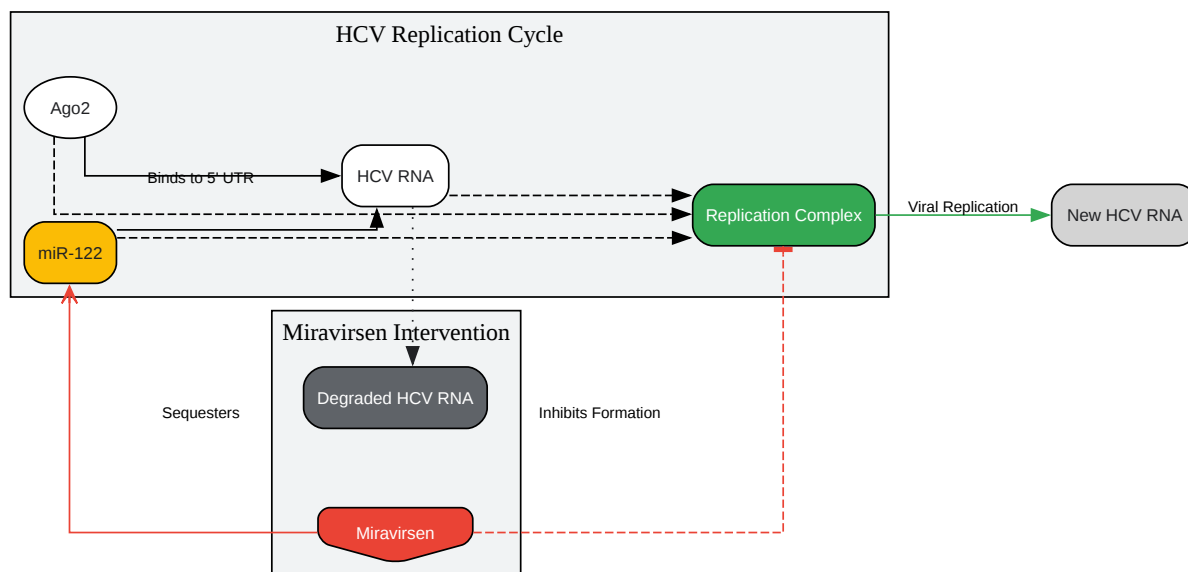 HCV Replication Cycle
Ago2
Binds to 5' UTR
HCV RNA
miR-122
Replication Complex
Viral Replication
New HCV RNA
Miravirsen Intervention
Degraded HCV RNA
Sequesters
Inhibits Formation
Miravirsen